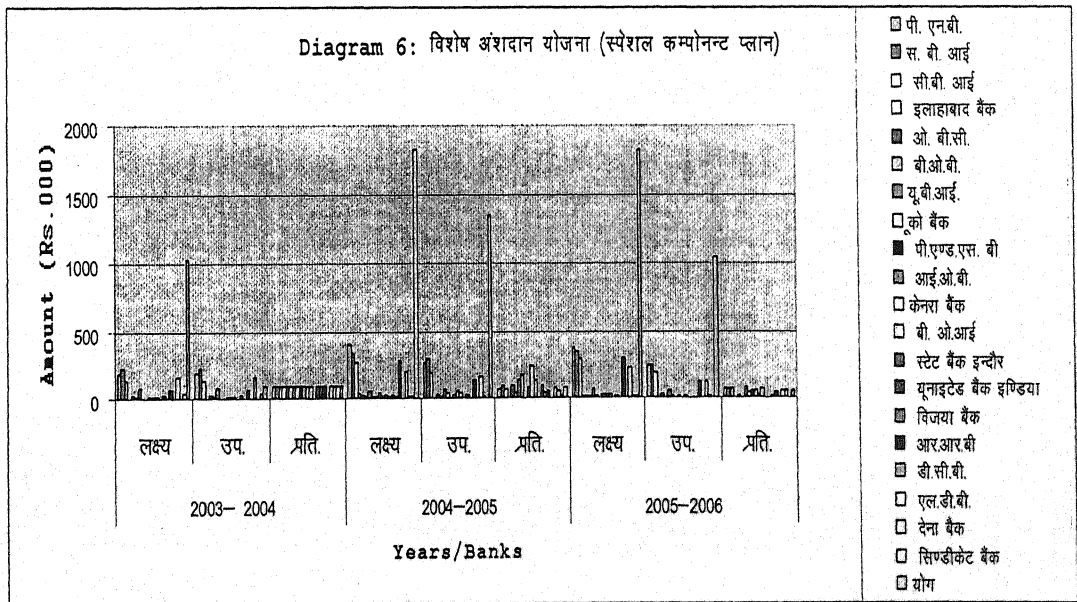 Diagram 6: विशेष अंशदान योजना (स्पेशल कम्पोनन्ट प्लान)
Amount (Rs.000)
2000
1500
1000
500
0
लक्ष्य उप. प्रति. लक्ष्य उप. प्रति. लक्ष्य उप. प्रति.
2003–2004 2004–2005 2005–2006
Years/Banks
पी. एन.बी.
स. बी. आई
सी.बी. आई
इलाहाबाद बैंक
ओ. बी.सी.
बी.ओ.बी.
यू.बी.आई.
ूको बैंक
पी.एण्ड.एस. बी
आई.ओ.बी.
केनरा बैंक
बी. ओ.आई
स्टेट बैंक इन्दौर
यूनाइटेड बैक इण्डिया
विजया बैंक
आर.आर.बी
डी.सी.बी.
एल.डी.बी.
देना बैक
सिण्डीकेट बैंक
योग